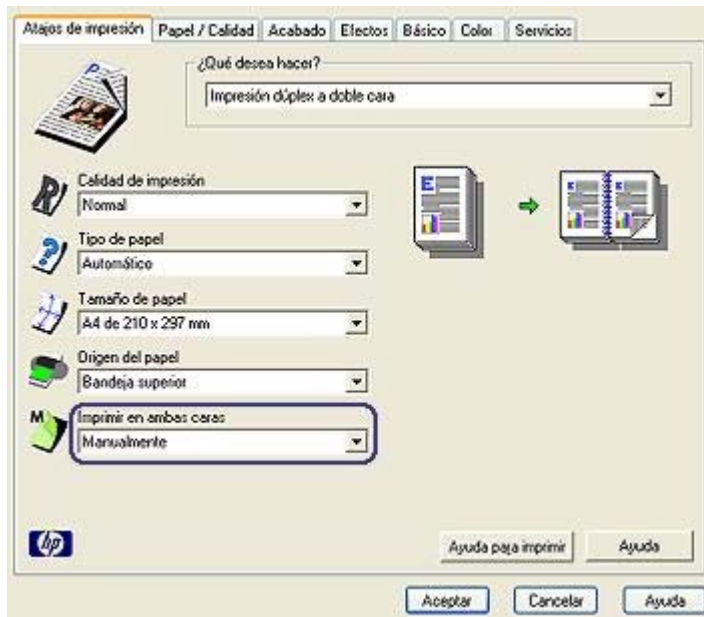 Atajos de impresión Papel / Calidad Acabado Efectos Básico Color Servicios
¿Qué desea hacer?
Impresión dúplex a doble cara
Calidad de impresión
Normal
Tipo de papel
Automático
Tamaño de papel
A4 de 210 x 297 mm
Origen del papel
Bandeja superior
Imprimir en ambas caras
Manualmente
hp
Ayuda para imprimir Ayuda
Aceptar Cancelar Ayuda